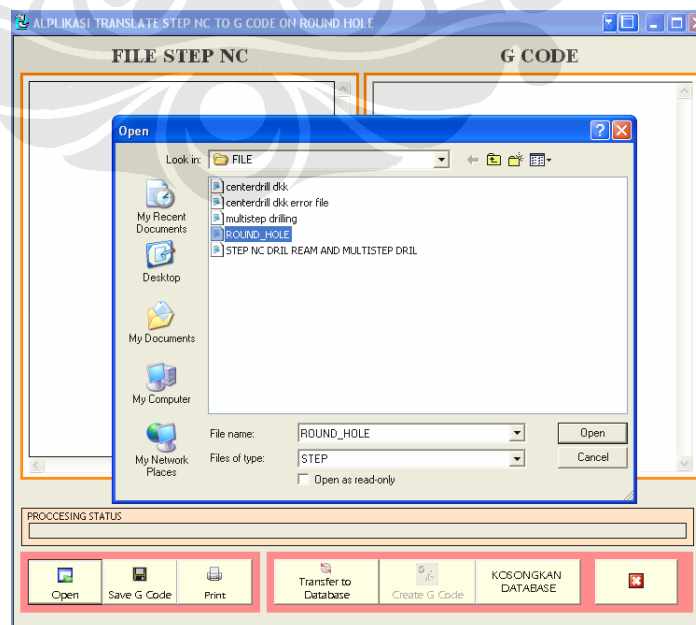 ALPLIKASI TRANSLATE STEP NC TO G CODE ON ROUND HOLE
FILE STEP NC
G CODE
Open
Look in:
FILE
My Recent
Documents
Desktop
My Documents
My Computer
My Network
Places
centerdrill dkk
centerdrill dkk error file
multistep drilling
ROUND_HOLE
STEP NC DRIL REAM AND MULTISTEP DRIL
File name:
ROUND_HOLE
Open
Files of type:
STEP
Cancel
Open as read-only
PROCCESING STATUS
Open
Save G Code
Print
Transfer to
Database
Create G Code
KOSONGKAN
DATABASE